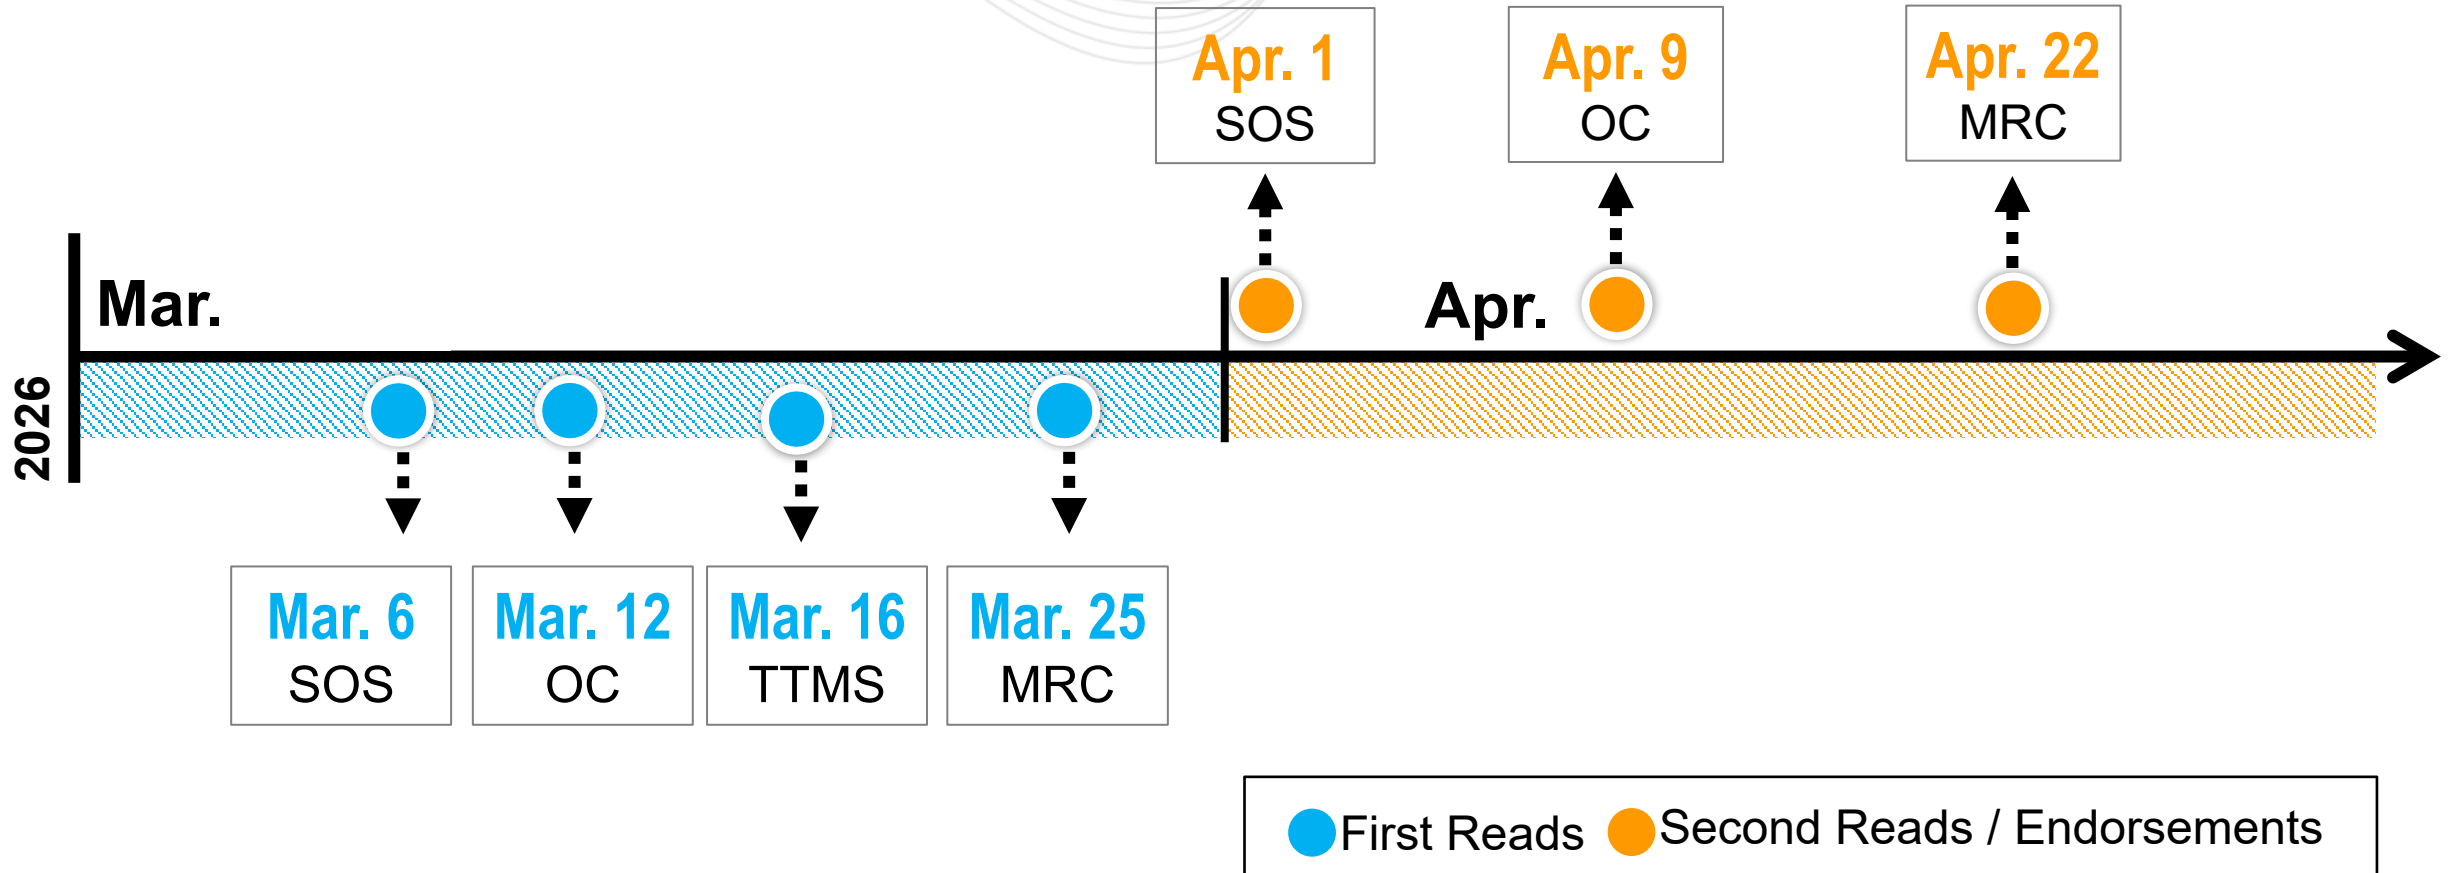 Apr. 1
SOS
Apr. 9
OC
Apr. 22
MRC
Mar.
Apr.
2026
Mar. 6
SOS
Mar. 12
OC
Mar. 16
TTMS
Mar. 25
MRC
First Reads
Second Reads / Endorsements